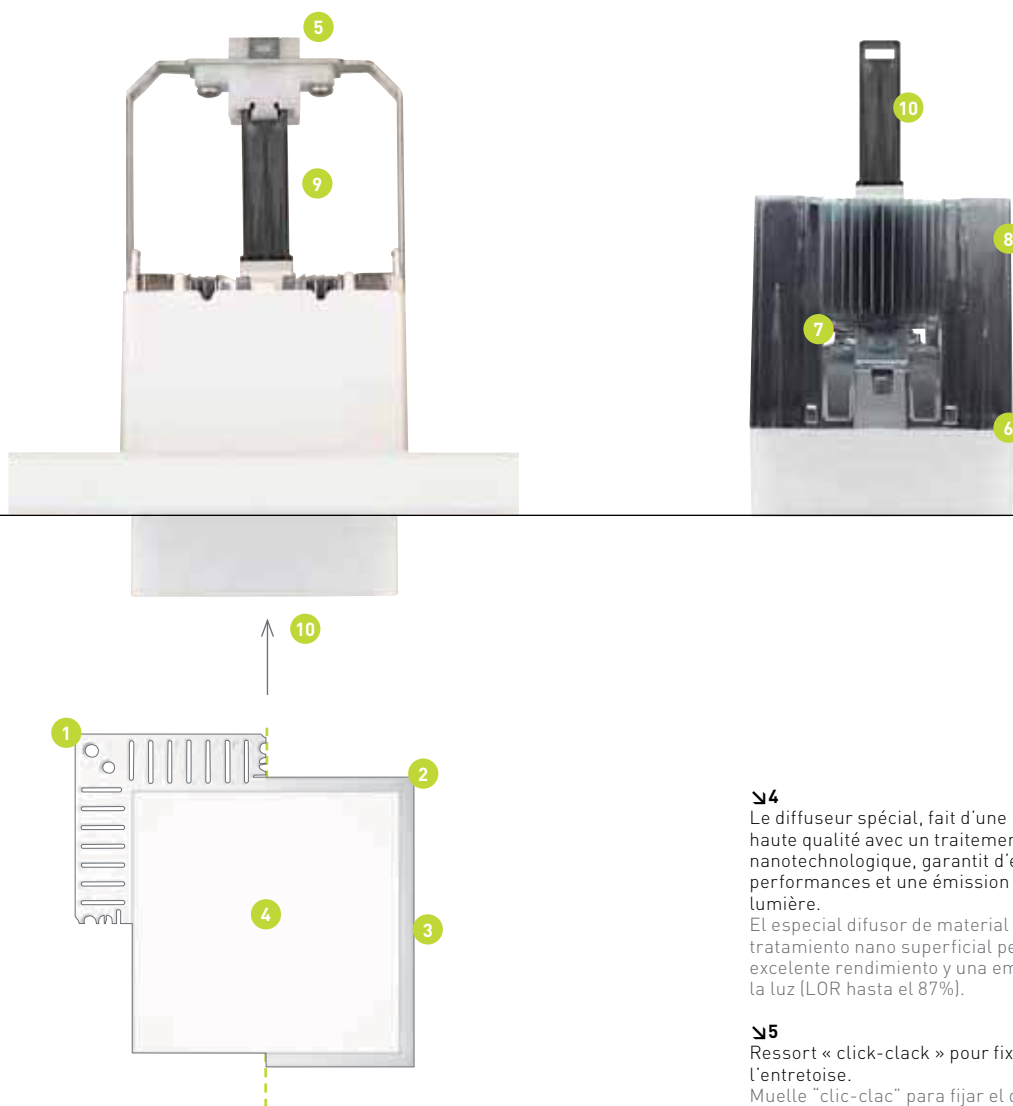 5
10
9
8
7
6
10
1
2
4
3
↘4
Le diffuseur spécial, fait d'une
haute qualité avec un traitemen
nanotechnologique, garantit d'e
performances et une émission
lumière.
El especial difusor de material
tratamiento nano superficial pe
excelente rendimiento y una em
la luz (LOR hasta el 87%).
↘5
Ressort « click-clack » pour fix
l'entretoise.
Muelle “clic-clac” para fijar el